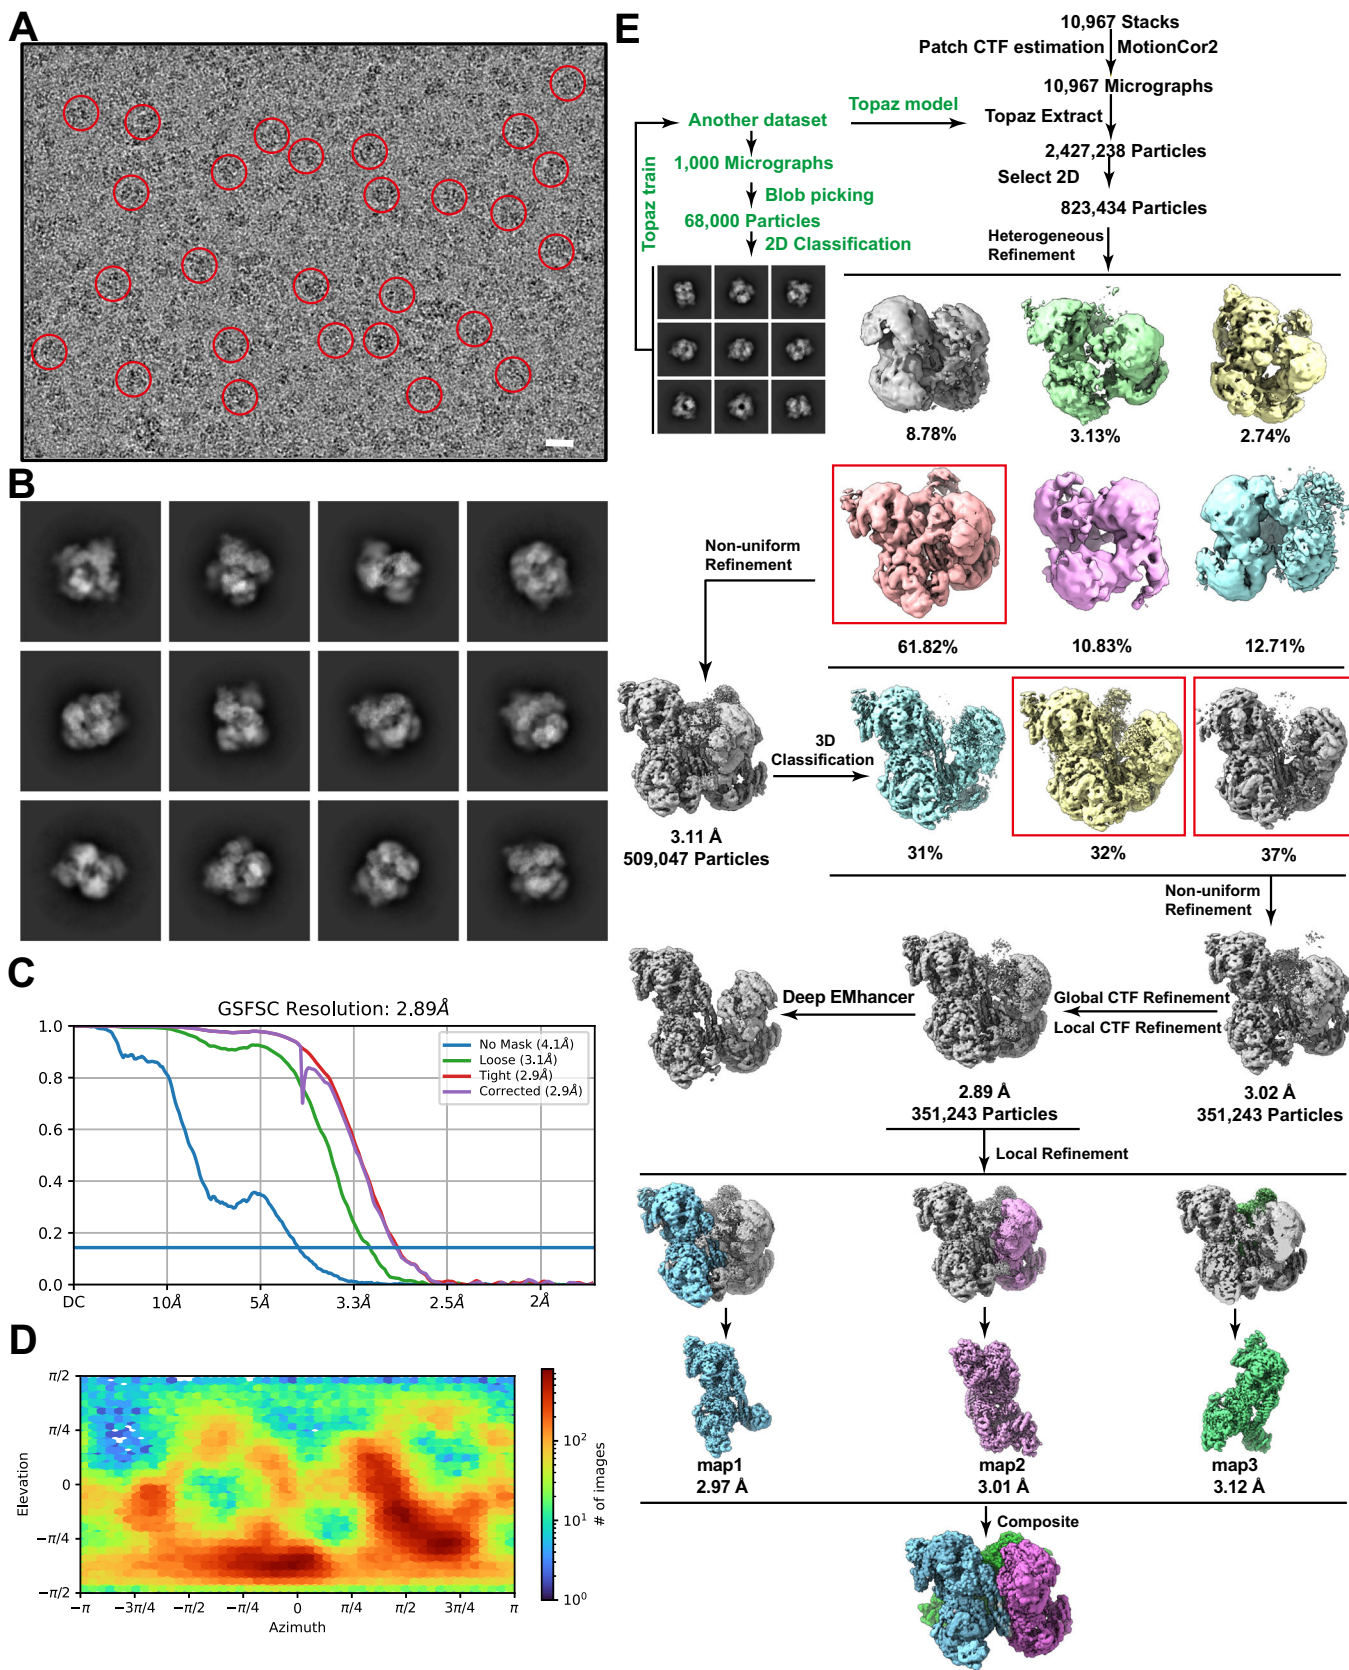 A
B
C
GSFSC Resolution: 2.89Å
1.0
0.8
0.6
0.4
0.2
0.0
No Mask (4.1Å)
Loose (3.1Å)
Tight (2.9Å)
Corrected (2.9Å)
DC 10Å 5Å 3.3Å 2.5Å 2Å
D
Elevation
π/2
π/4
0
−π/4
−π/2
−π −3π/4 −π/2 −π/4 0 π/4 π/2 3π/4 π
Azimuth
10²
10¹
10⁰
# of images
E
10,967 Stacks
Patch CTF estimation MotionCor2
10,967 Micrographs
Topaz Extract
2,427,238 Particles
Select 2D
823,434 Particles
Heterogeneous
Refinement
Topaz model
Another dataset
1,000 Micrographs
Blob picking
68,000 Particles
2D Classification
Topaz train
8.78% 3.13% 2.74%
61.82% 10.83% 12.71%
Non-uniform
Refinement
3.11 Å
509,047 Particles
3D
Classification
31% 32% 37%
Non-uniform
Refinement
3.02 Å
351,243 Particles
Global CTF Refinement
Local CTF Refinement
2.89 Å
351,243 Particles
Deep EMhancer
Local Refinement
map1 map2 map3
2.97 Å 3.01 Å 3.12 Å
Composite